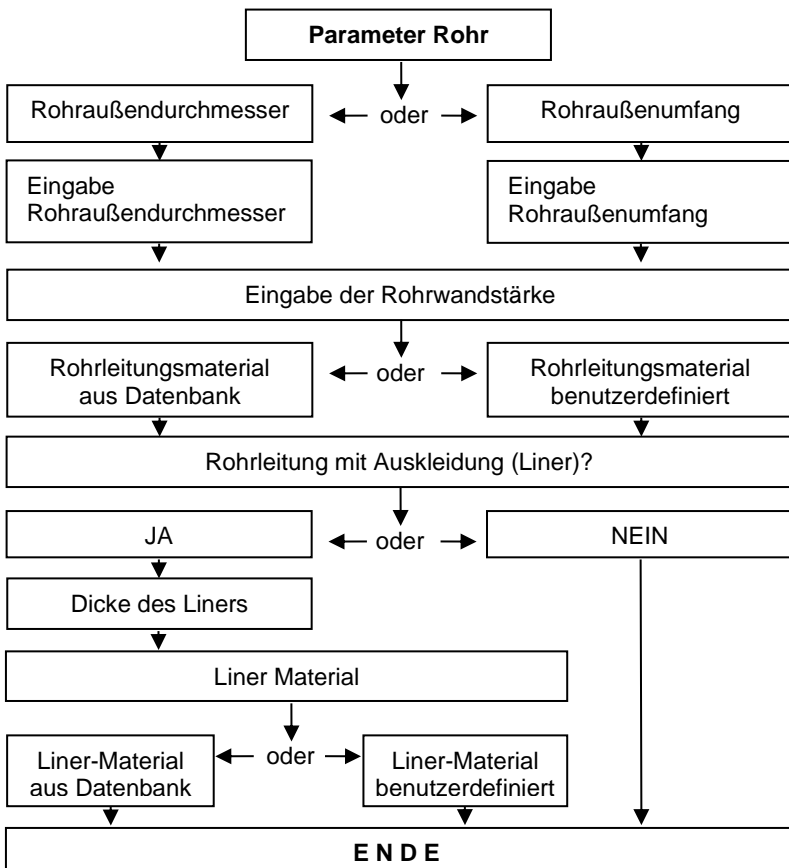 Parameter Rohr
Rohraußendurchmesser
oder
Rohraußenumfang
Eingabe
Rohraußendurchmesser
Eingabe
Rohraußenumfang
Eingabe der Rohrwandstärke
Rohrleitungsmaterial
aus Datenbank
oder
Rohrleitungsmaterial
benutzerdefiniert
Rohrleitung mit Auskleidung (Liner)?
JA
oder
NEIN
Dicke des Liners
Liner Material
Liner-Material
aus Datenbank
oder
Liner-Material
benutzerdefiniert
E N D E